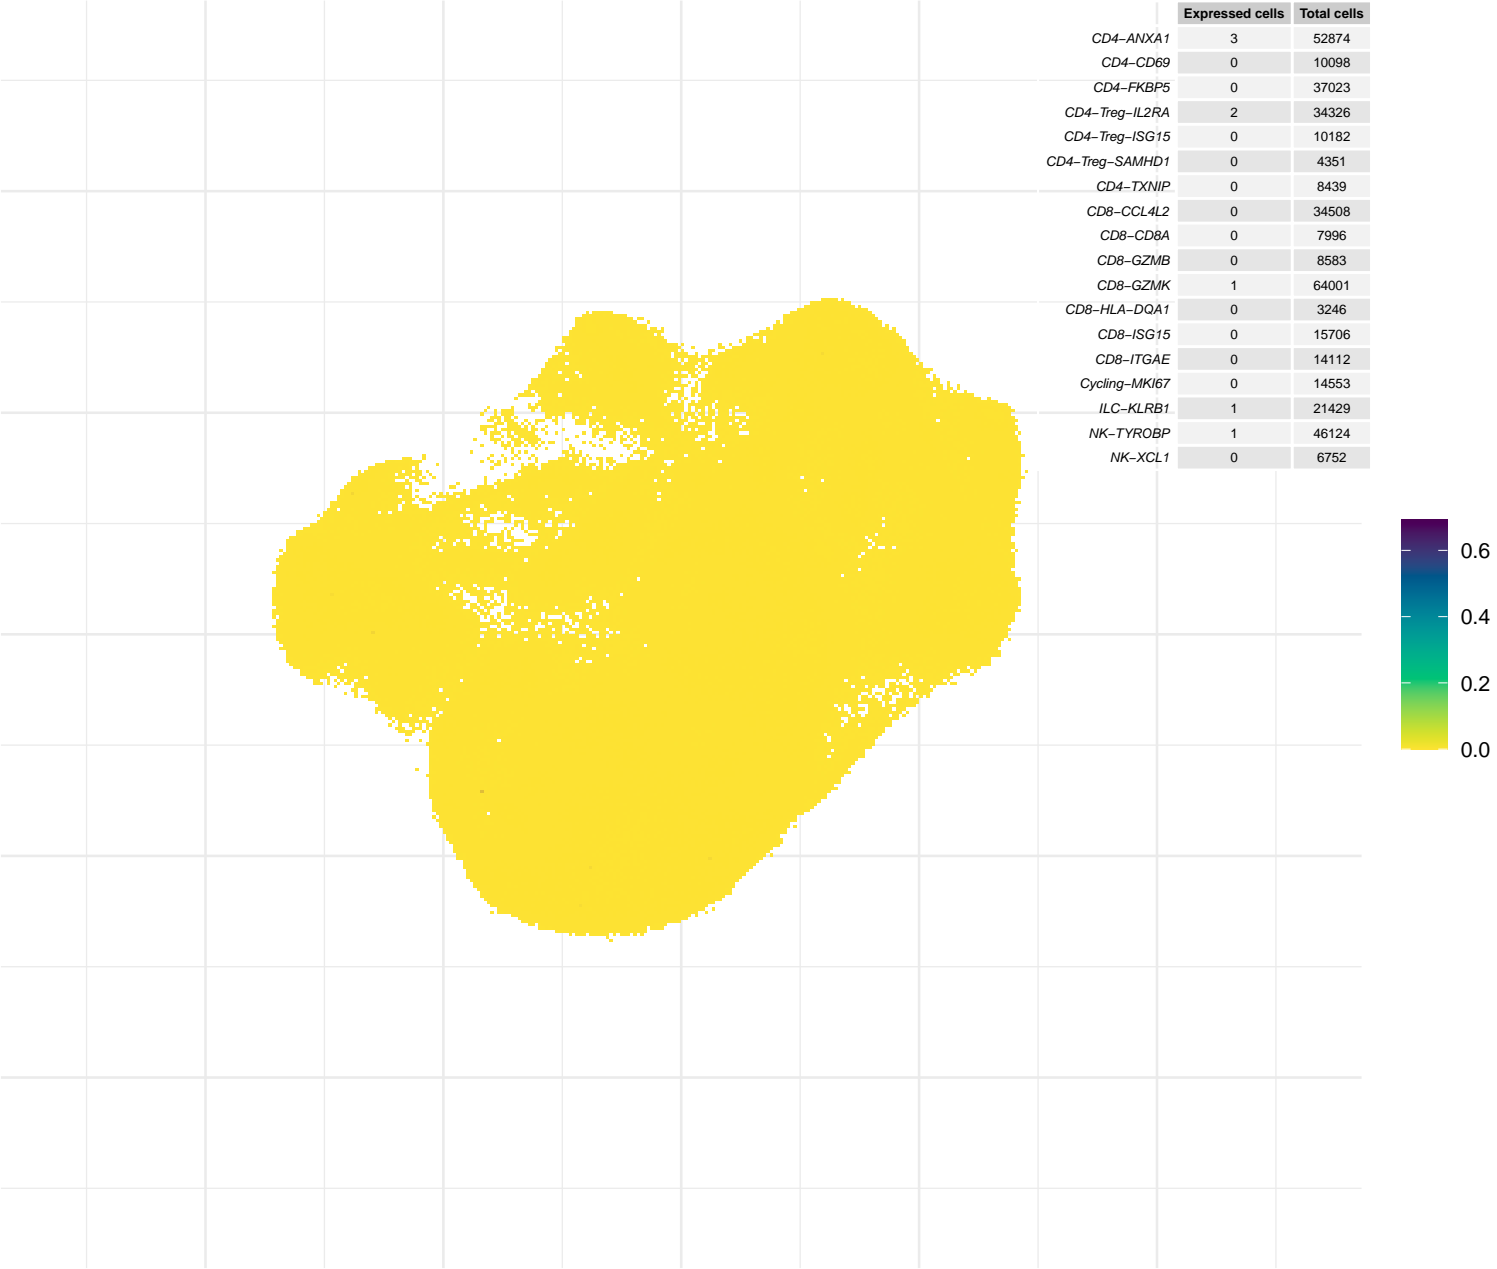 Expressed cells Total cells
CD4−ANXA1 3 52874
CD4−CD69 0 10098
CD4−FKBP5 0 37023
CD4−Treg−IL2RA 2 34326
CD4−Treg−ISG15 0 10182
CD4−Treg−SAMHD1 0 4351
CD4−TXNIP 0 8439
CD8−CCL4L2 0 34508
CD8−CD8A 0 7996
CD8−GZMB 0 8583
CD8−GZMK 1 64001
CD8−HLA−DQA1 0 3246
CD8−ISG15 0 15706
CD8−ITGAE 0 14112
Cycling−MKI67 0 14553
ILC−KLRB1 1 21429
NK−TYROBP 1 46124
NK−XCL1 0 6752
0.6
0.4
0.2
0.0